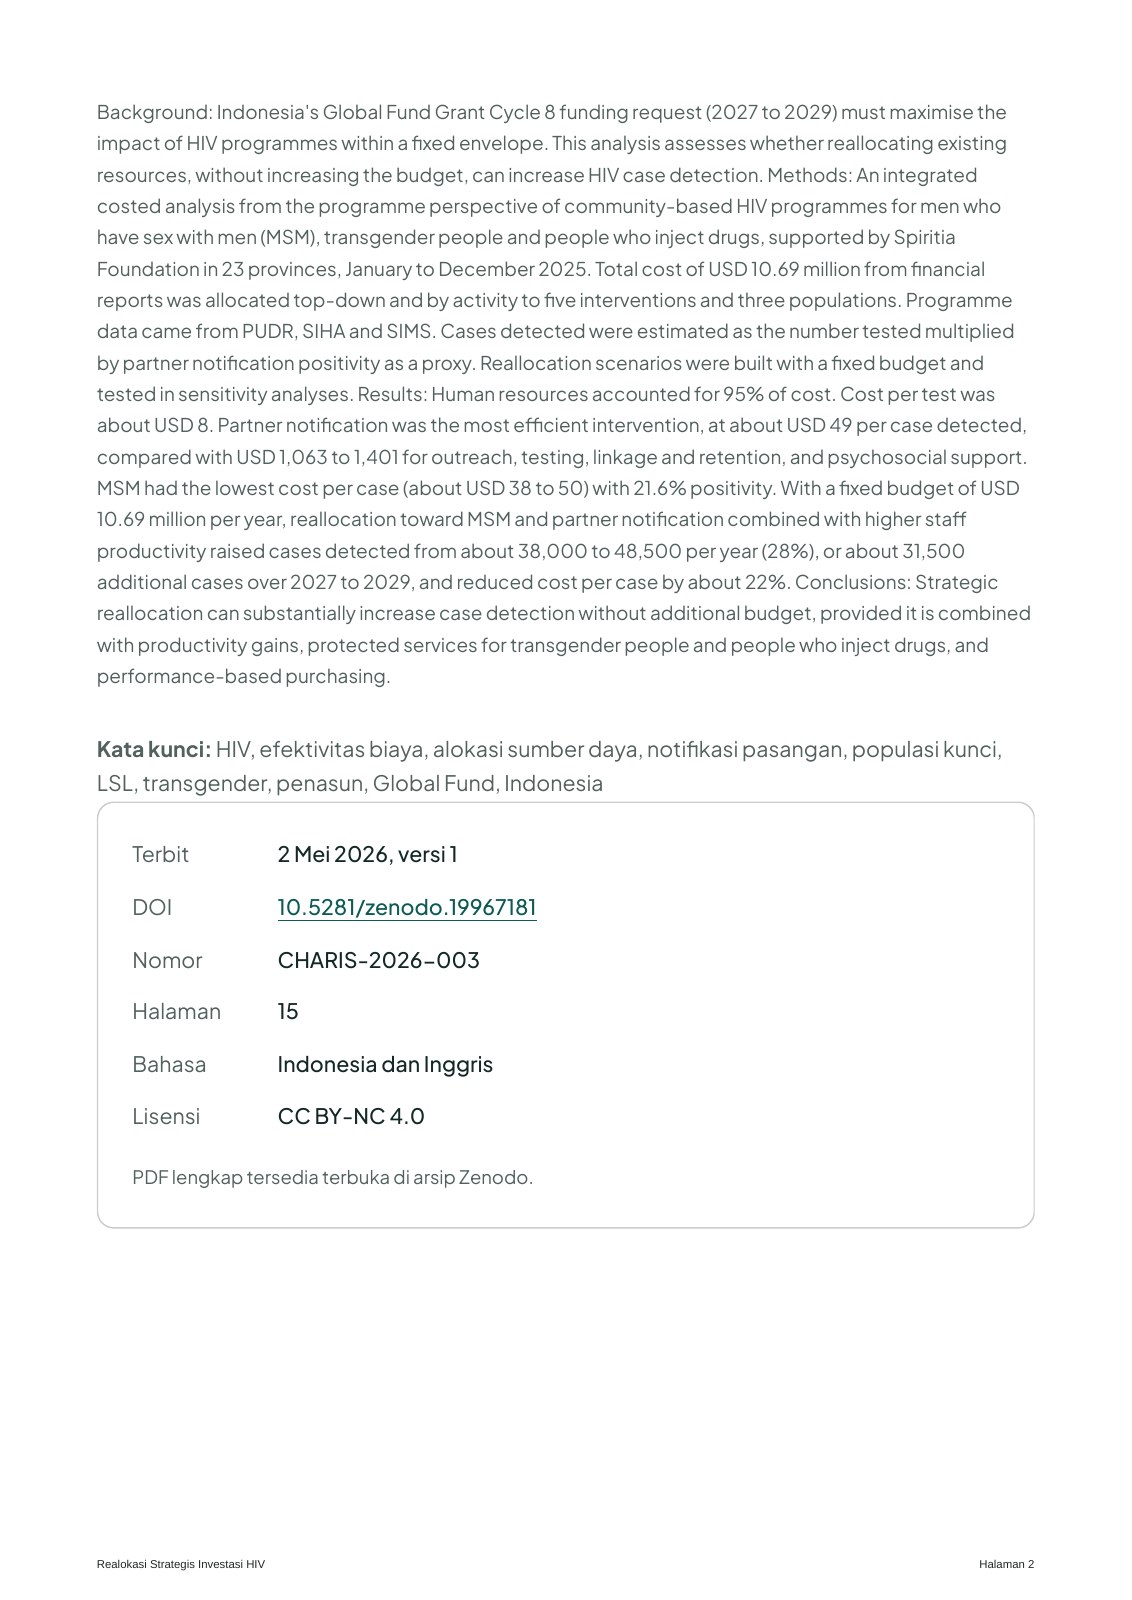 Background: Indonesia's Global Fund Grant Cycle 8 funding request (2027 to 2029) must maximise the
impact of HIV programmes within a fixed envelope. This analysis assesses whether reallocating existing
resources, without increasing the budget, can increase HIV case detection. Methods: An integrated
costed analysis from the programme perspective of community-based HIV programmes for men who
have sex with men (MSM), transgender people and people who inject drugs, supported by Spiritia
Foundation in 23 provinces, January to December 2025. Total cost of USD 10.69 million from financial
reports was allocated top-down and by activity to five interventions and three populations. Programme
data came from PUDR, SIHA and SIMS. Cases detected were estimated as the number tested multiplied
by partner notification positivity as a proxy. Reallocation scenarios were built with a fixed budget and
tested in sensitivity analyses. Results: Human resources accounted for 95% of cost. Cost per test was
about USD 8. Partner notification was the most efficient intervention, at about USD 49 per case detected,
compared with USD 1,063 to 1,401 for outreach, testing, linkage and retention, and psychosocial support.
MSM had the lowest cost per case (about USD 38 to 50) with 21.6% positivity. With a fixed budget of USD
10.69 million per year, reallocation toward MSM and partner notification combined with higher staff
productivity raised cases detected from about 38,000 to 48,500 per year (28%), or about 31,500
additional cases over 2027 to 2029, and reduced cost per case by about 22%. Conclusions: Strategic
reallocation can substantially increase case detection without additional budget, provided it is combined
with productivity gains, protected services for transgender people and people who inject drugs, and
performance-based purchasing.
Kata kunci: HIV, efektivitas biaya, alokasi sumber daya, notifikasi pasangan, populasi kunci,
LSL, transgender, penasun, Global Fund, Indonesia
Terbit 2 Mei 2026, versi 1
DOI 10.5281/zenodo.19967181
Nomor CHARIS-2026-003
Halaman 15
Bahasa Indonesia dan Inggris
Lisensi CC BY-NC 4.0
PDF lengkap tersedia terbuka di arsip Zenodo.
Realokasi Strategis Investasi HIV Halaman 2